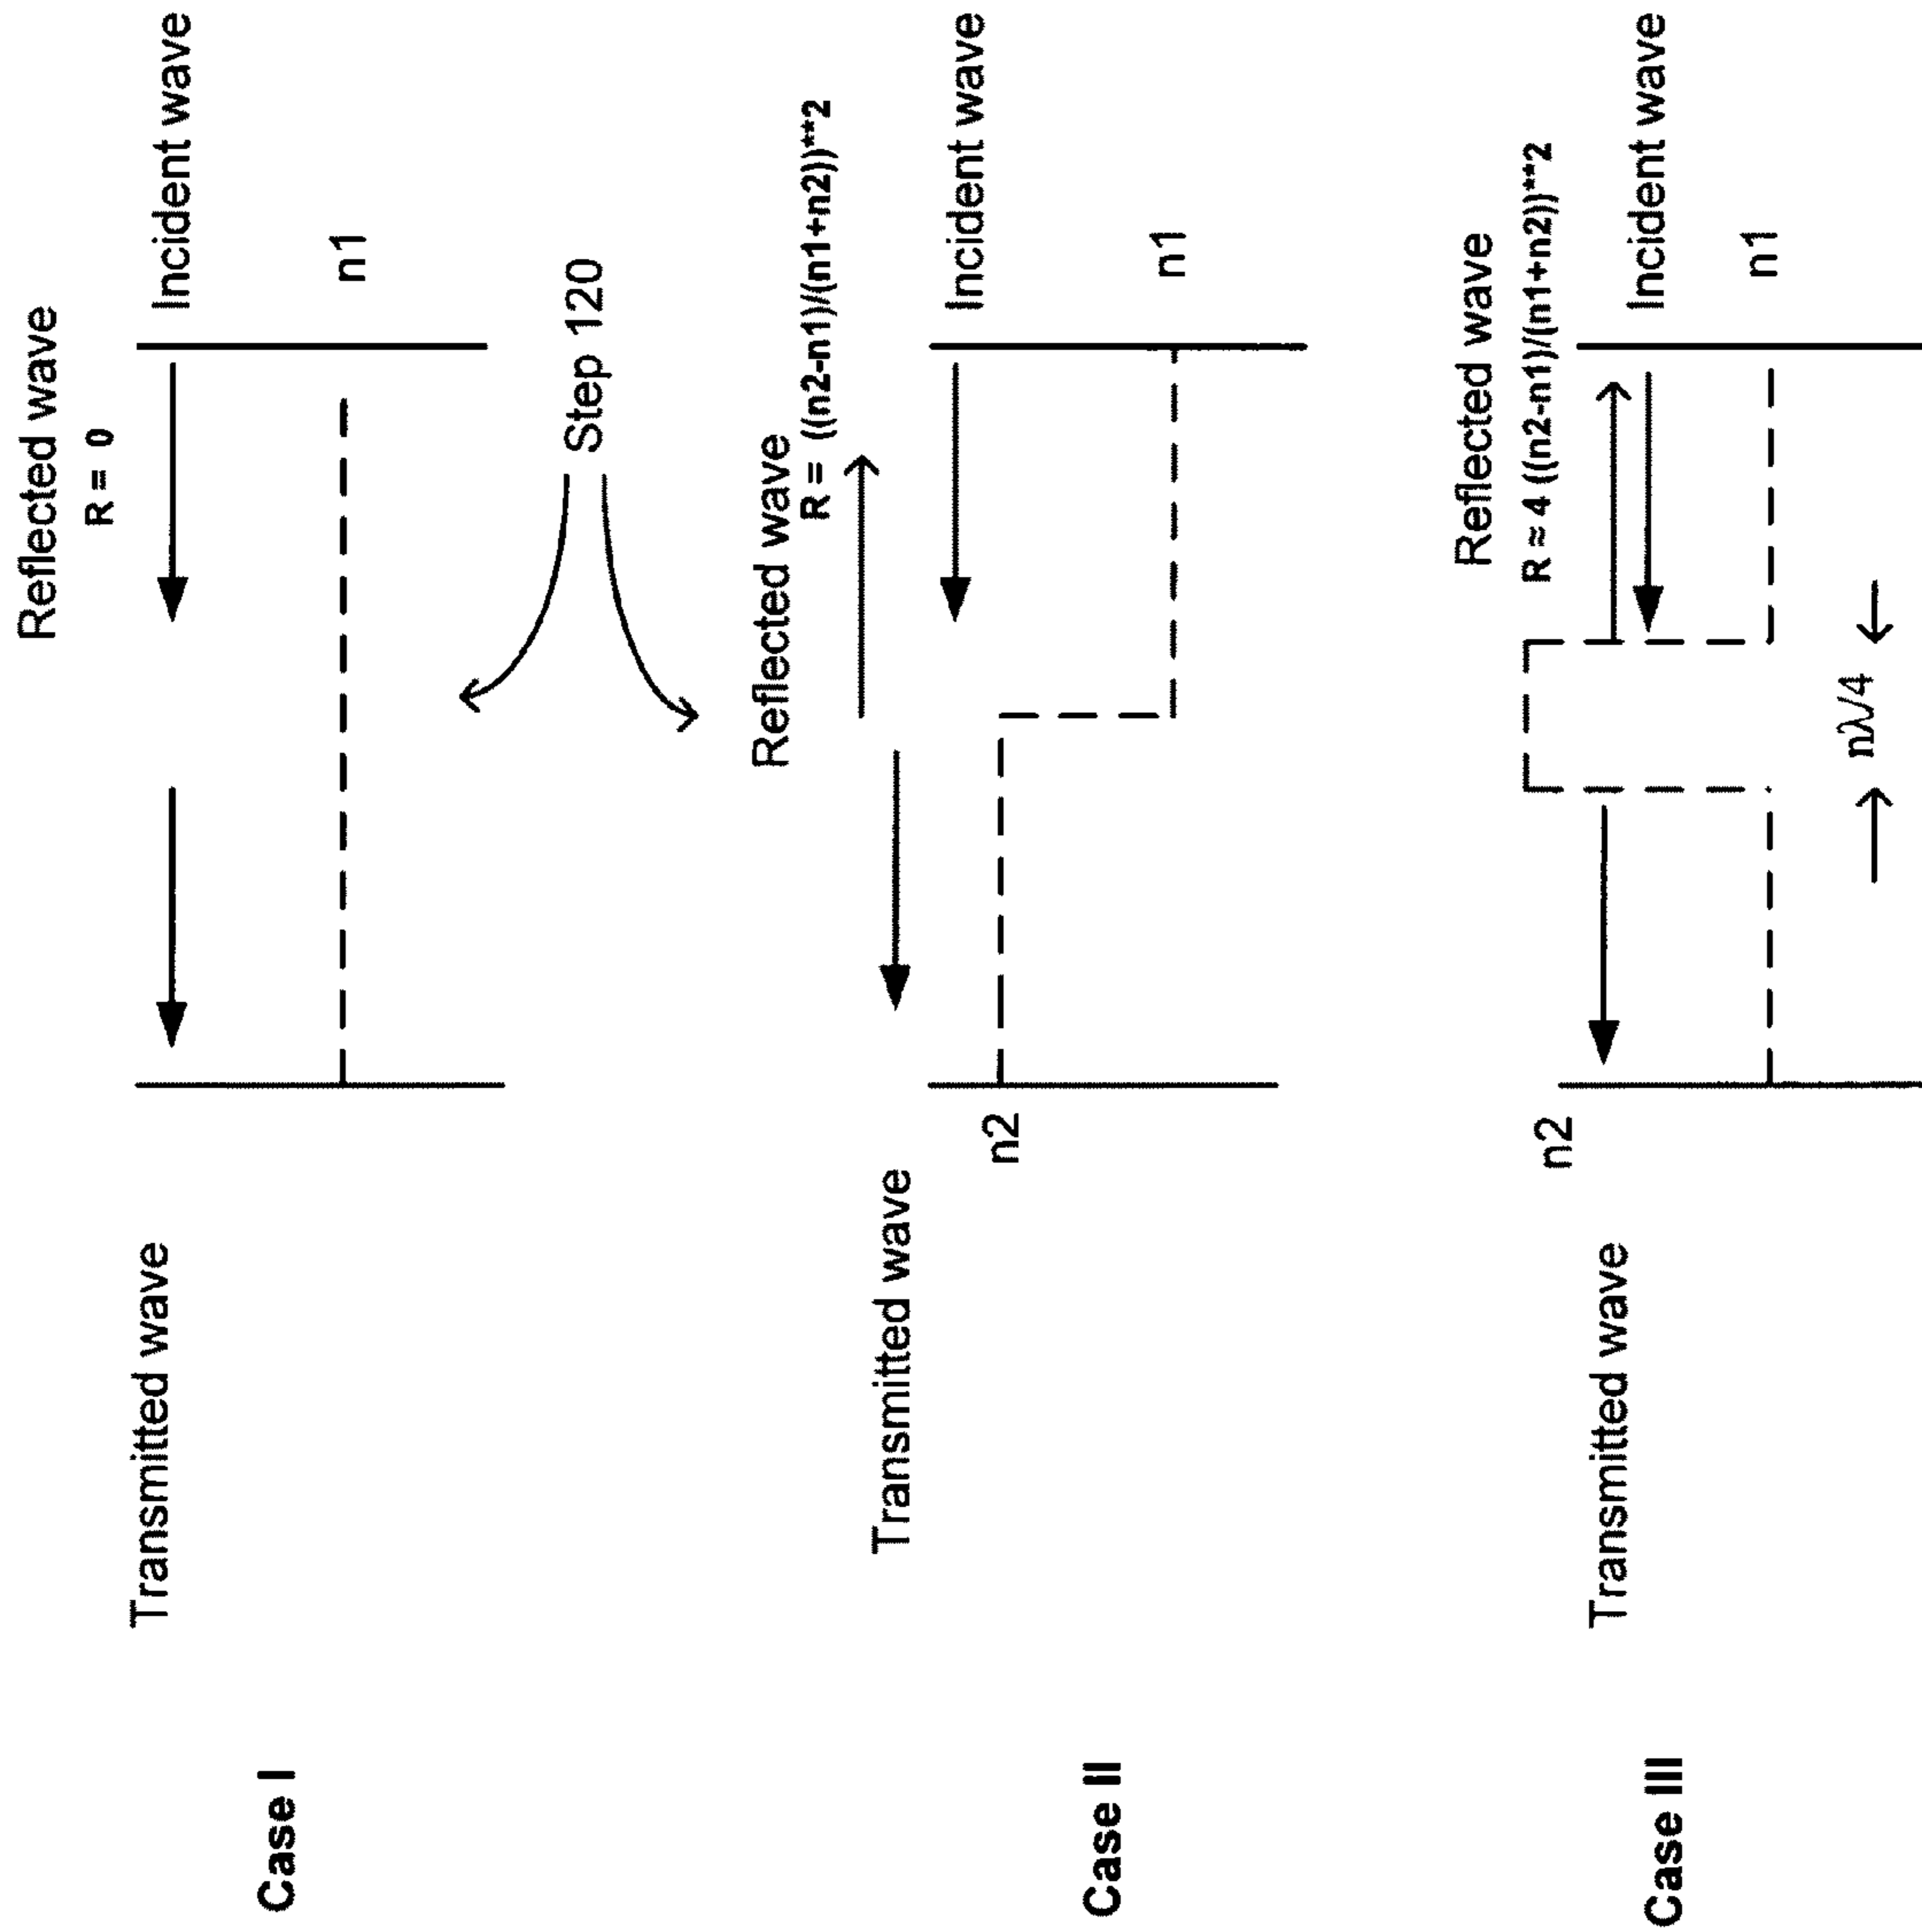 Reflected wave
R = 0
Transmitted wave
Incident wave
Case I
n1
Step 120
Reflected wave
R = ((n2-n1)/(n1+n2))**2
Transmitted wave
Incident wave
n2
Case II
n1
Reflected wave
R ≈ 4 ((n2-n1)/(n1+n2))**2
n2
Transmitted wave
Incident wave
Case III
n1
nλ/4